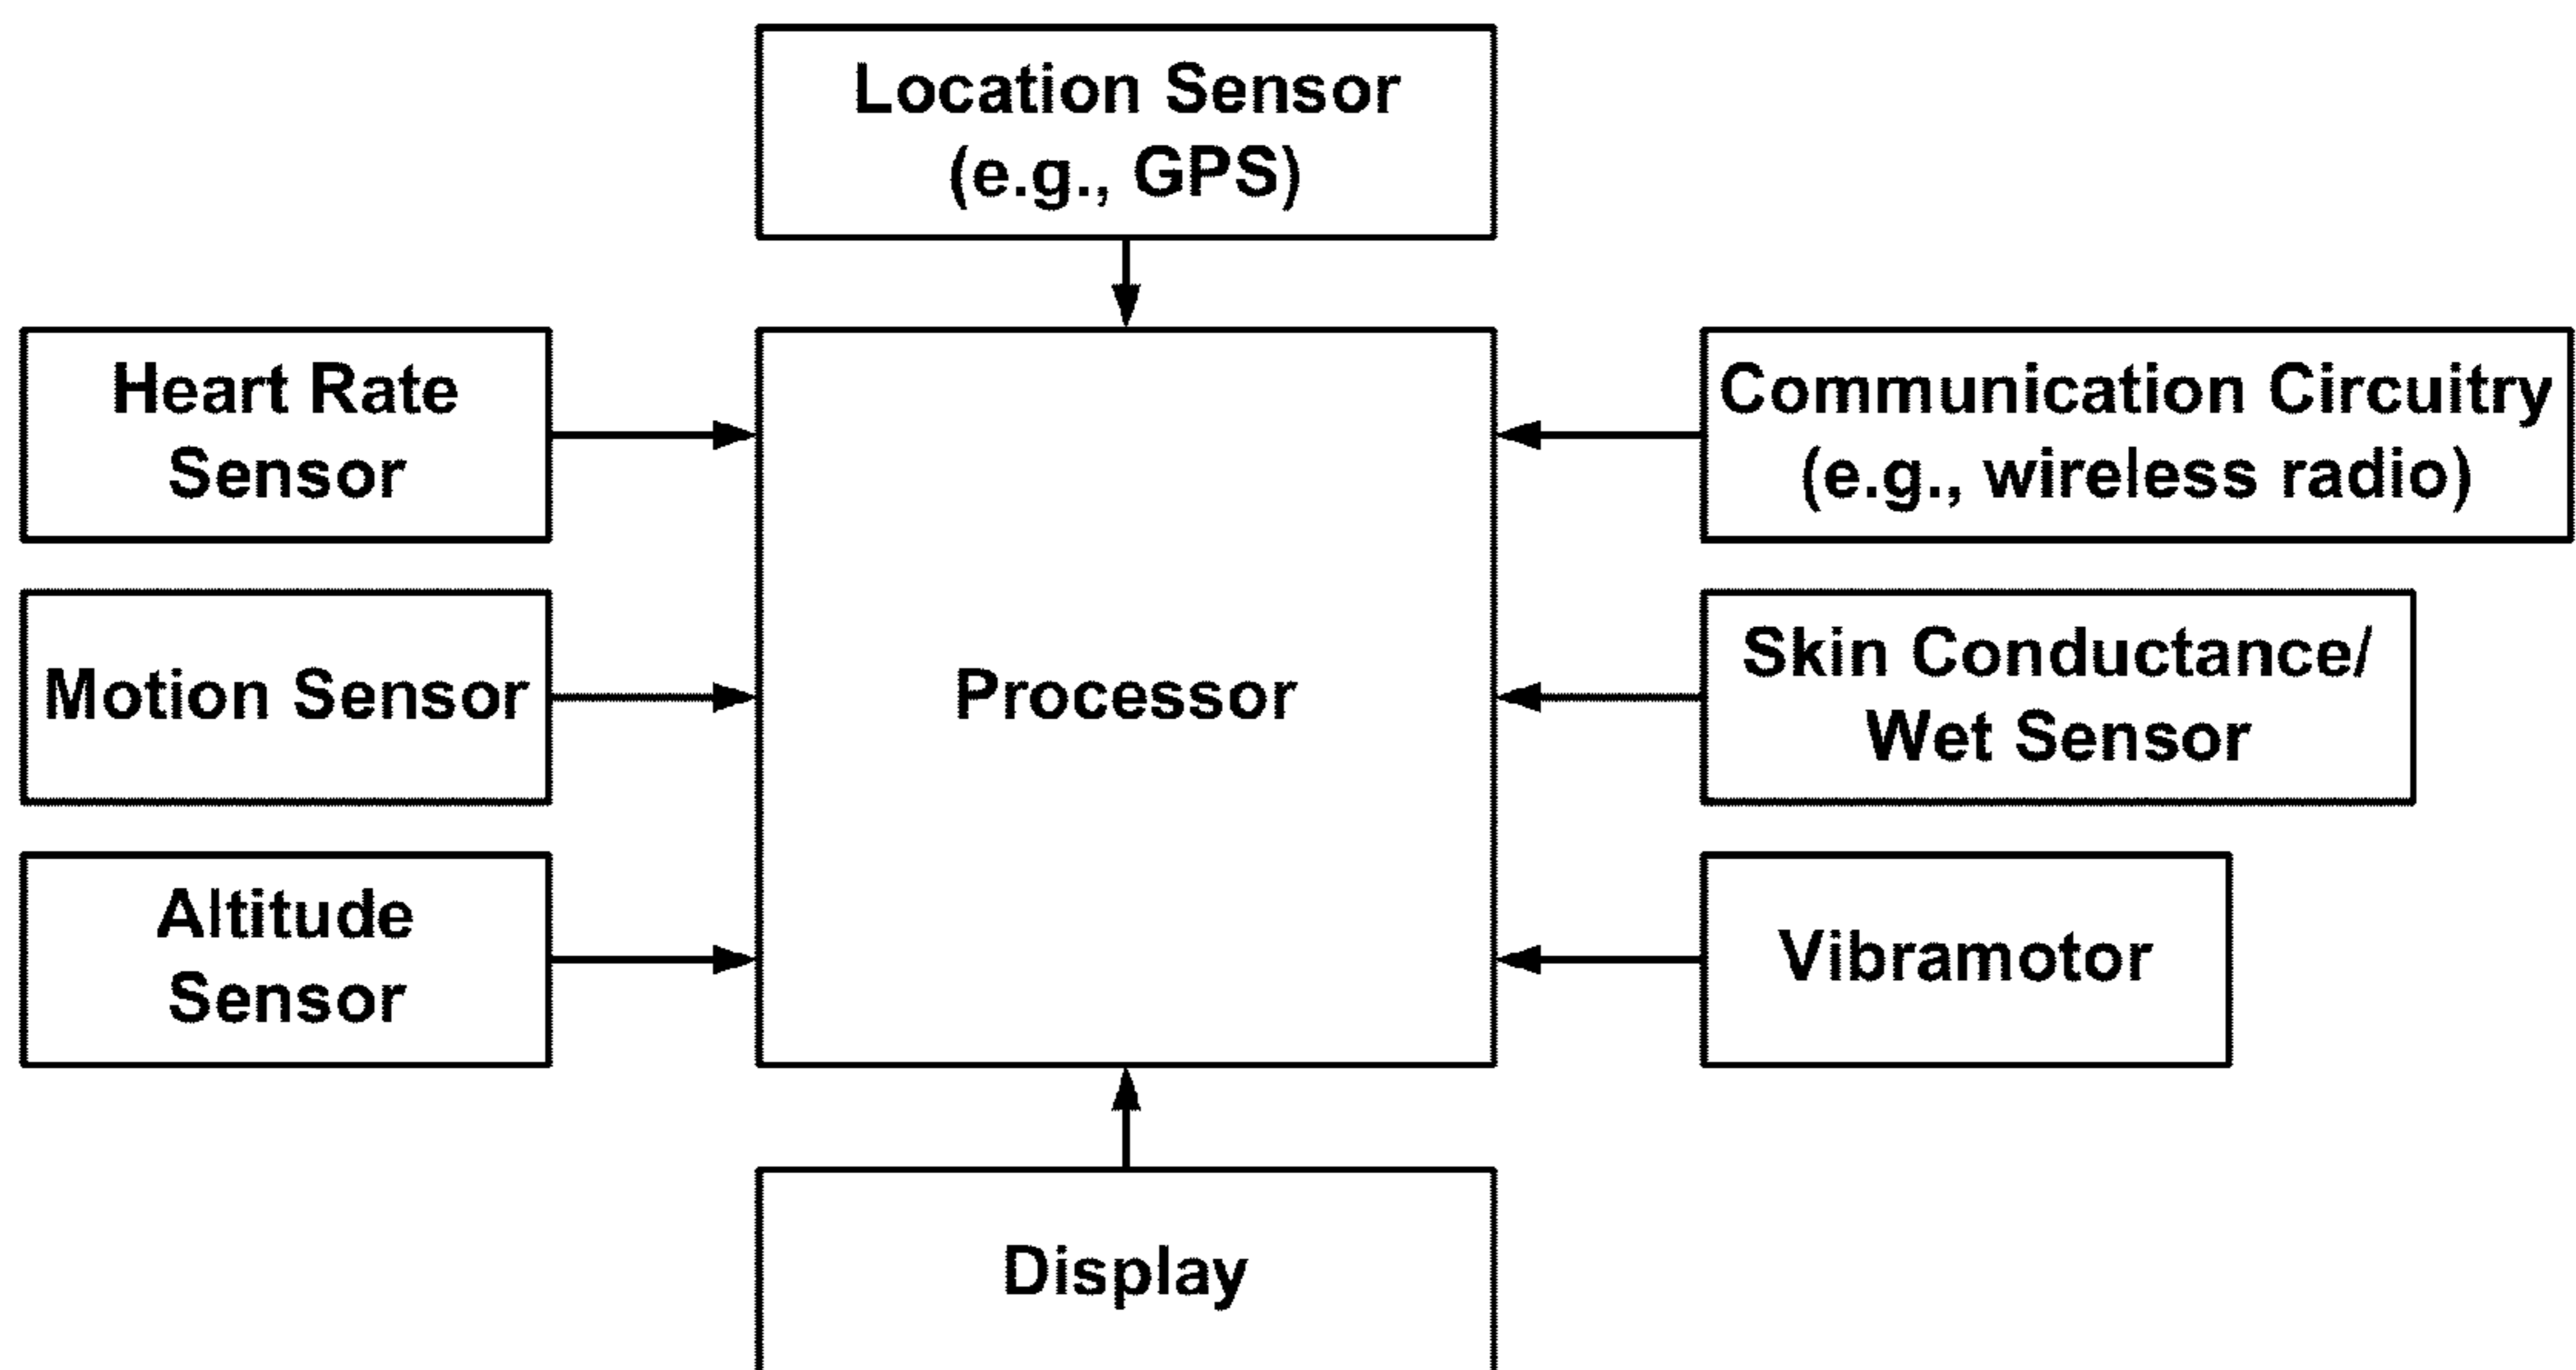 Location Sensor
(e.g., GPS)
Heart Rate
Sensor
Communication Circuitry
(e.g., wireless radio)
Motion Sensor
Processor
Skin Conductance/
Wet Sensor
Altitude
Sensor
Vibramotor
Display